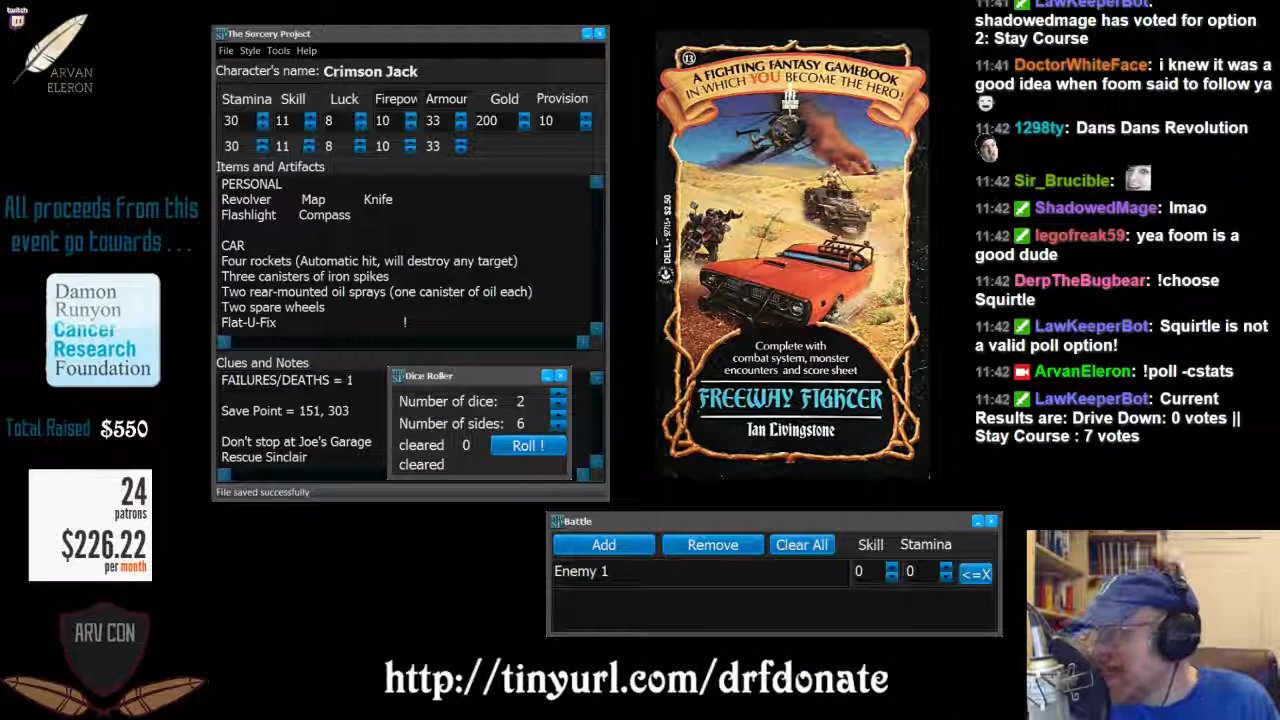 twitch
ARVAN
ELERON
All proceeds from this
event go towards . . .
Damon
Runyon
Cancer
Research
Foundation
Total Raised $550
24
patrons
$226.22
per month
ARV CON
The Sorcery Project
File Style Tools Help
Character's name: Crimson Jack
Stamina Skill Luck Firepow Armour Gold Provision
30 11 8 10 33 200 10
30 11 8 10 33
Items and Artifacts
PERSONAL
Revolver Map Knife
Flashlight Compass
CAR
Four rockets (Automatic hit, will destroy any target)
Three canisters of iron spikes
Two rear-mounted oil sprays (one canister of oil each)
Two spare wheels
Flat-U-Fix !
Clues and Notes
FAILURES/DEATHS = 1
Save Point = 151, 303
Don't stop at Joe's Garage
Rescue Sinclair
File saved successfully
Dice Roller
Number of dice: 2
Number of sides: 6
cleared 0 Roll !
cleared
13
A FIGHTING FANTASY GAMEBOOK
IN WHICH YOU BECOME THE HERO!
DELL • 92715 • $2.50
Complete with
combat system, monster
encounters and score sheet
FREEWAY FIGHTER
Ian Livingstone
Battle
Add Remove Clear All Skill Stamina
Enemy 1 0 0 <=X
http://tinyurl.com/drfdonate
11:41 LawKeeperBot:
shadowedmage has voted for option
2: Stay Course
11:41 DoctorWhiteFace: i knew it was a
good idea when foom said to follow ya
11:42 1298ty: Dans Dans Revolution
11:42 Sir_Brucible:
11:42 ShadowedMage: lmao
11:42 legofreak59: yea foom is a
good dude
11:42 DerpTheBugbear: !choose
Squirtle
11:42 LawKeeperBot: Squirtle is not
a valid poll option!
11:42 ArvanEleron: !poll -cstats
11:42 LawKeeperBot: Current
Results are: Drive Down: 0 votes ||
Stay Course : 7 votes